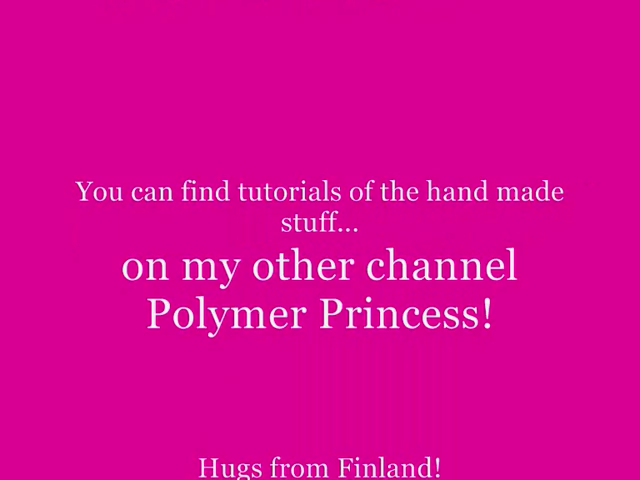 You can find tutorials of the hand made
stuff...
on my other channel
Polymer Princess!
Hugs from Finland!